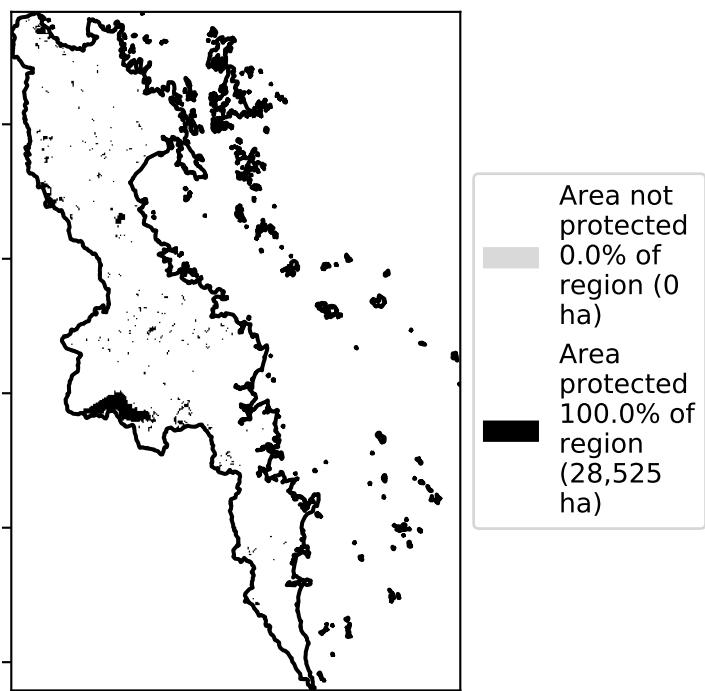 Area not
protected
0.0% of
region (0
ha)
Area
protected
100.0% of
region
(28,525
ha)